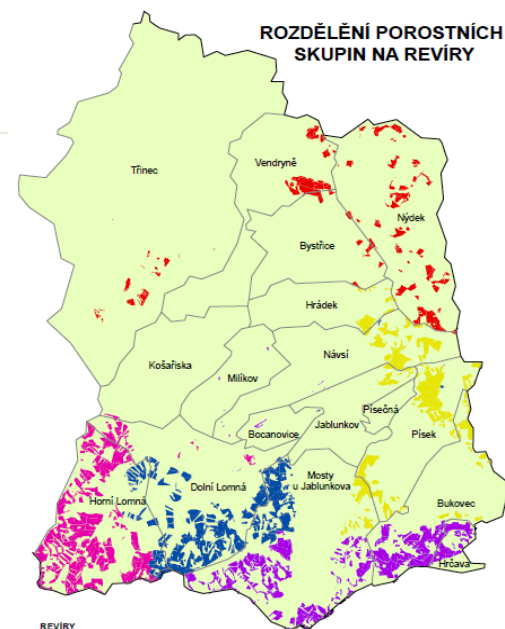 ROZDĚLĚNÍ POROSTNÍCH
SKUPIN NA REVÍRY
Vendryně
Třinec
Nýdek
Bystřice
Hrádek
Návsí
Košařiska
Milíkov
Písečná
Jablunkov
Bocanovice
Písek
Mosty
u Jablunkova
Dolní Lomná
Horní Lomná
Bukovec
Hrčava
REVÍRY